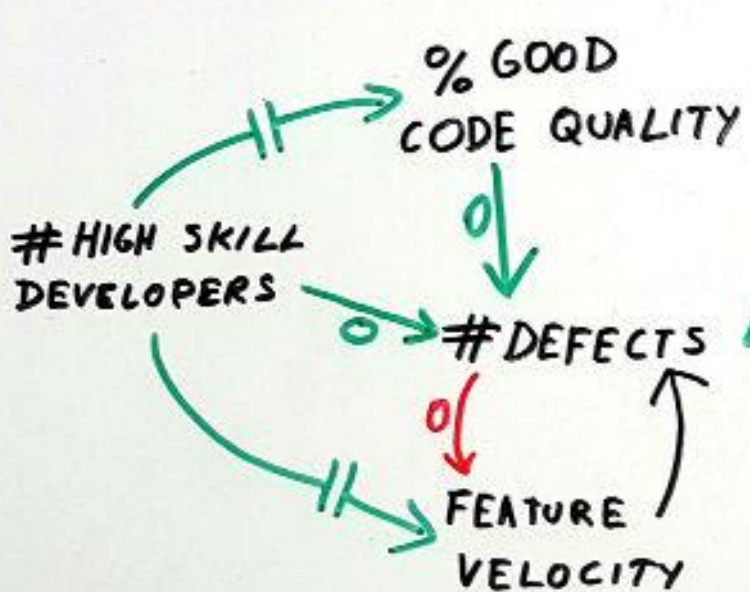 % GOOD
CODE QUALITY
O
# HIGH SKILL
DEVELOPERS
O
# DEFECTS
O
FEATURE
VELOCITY